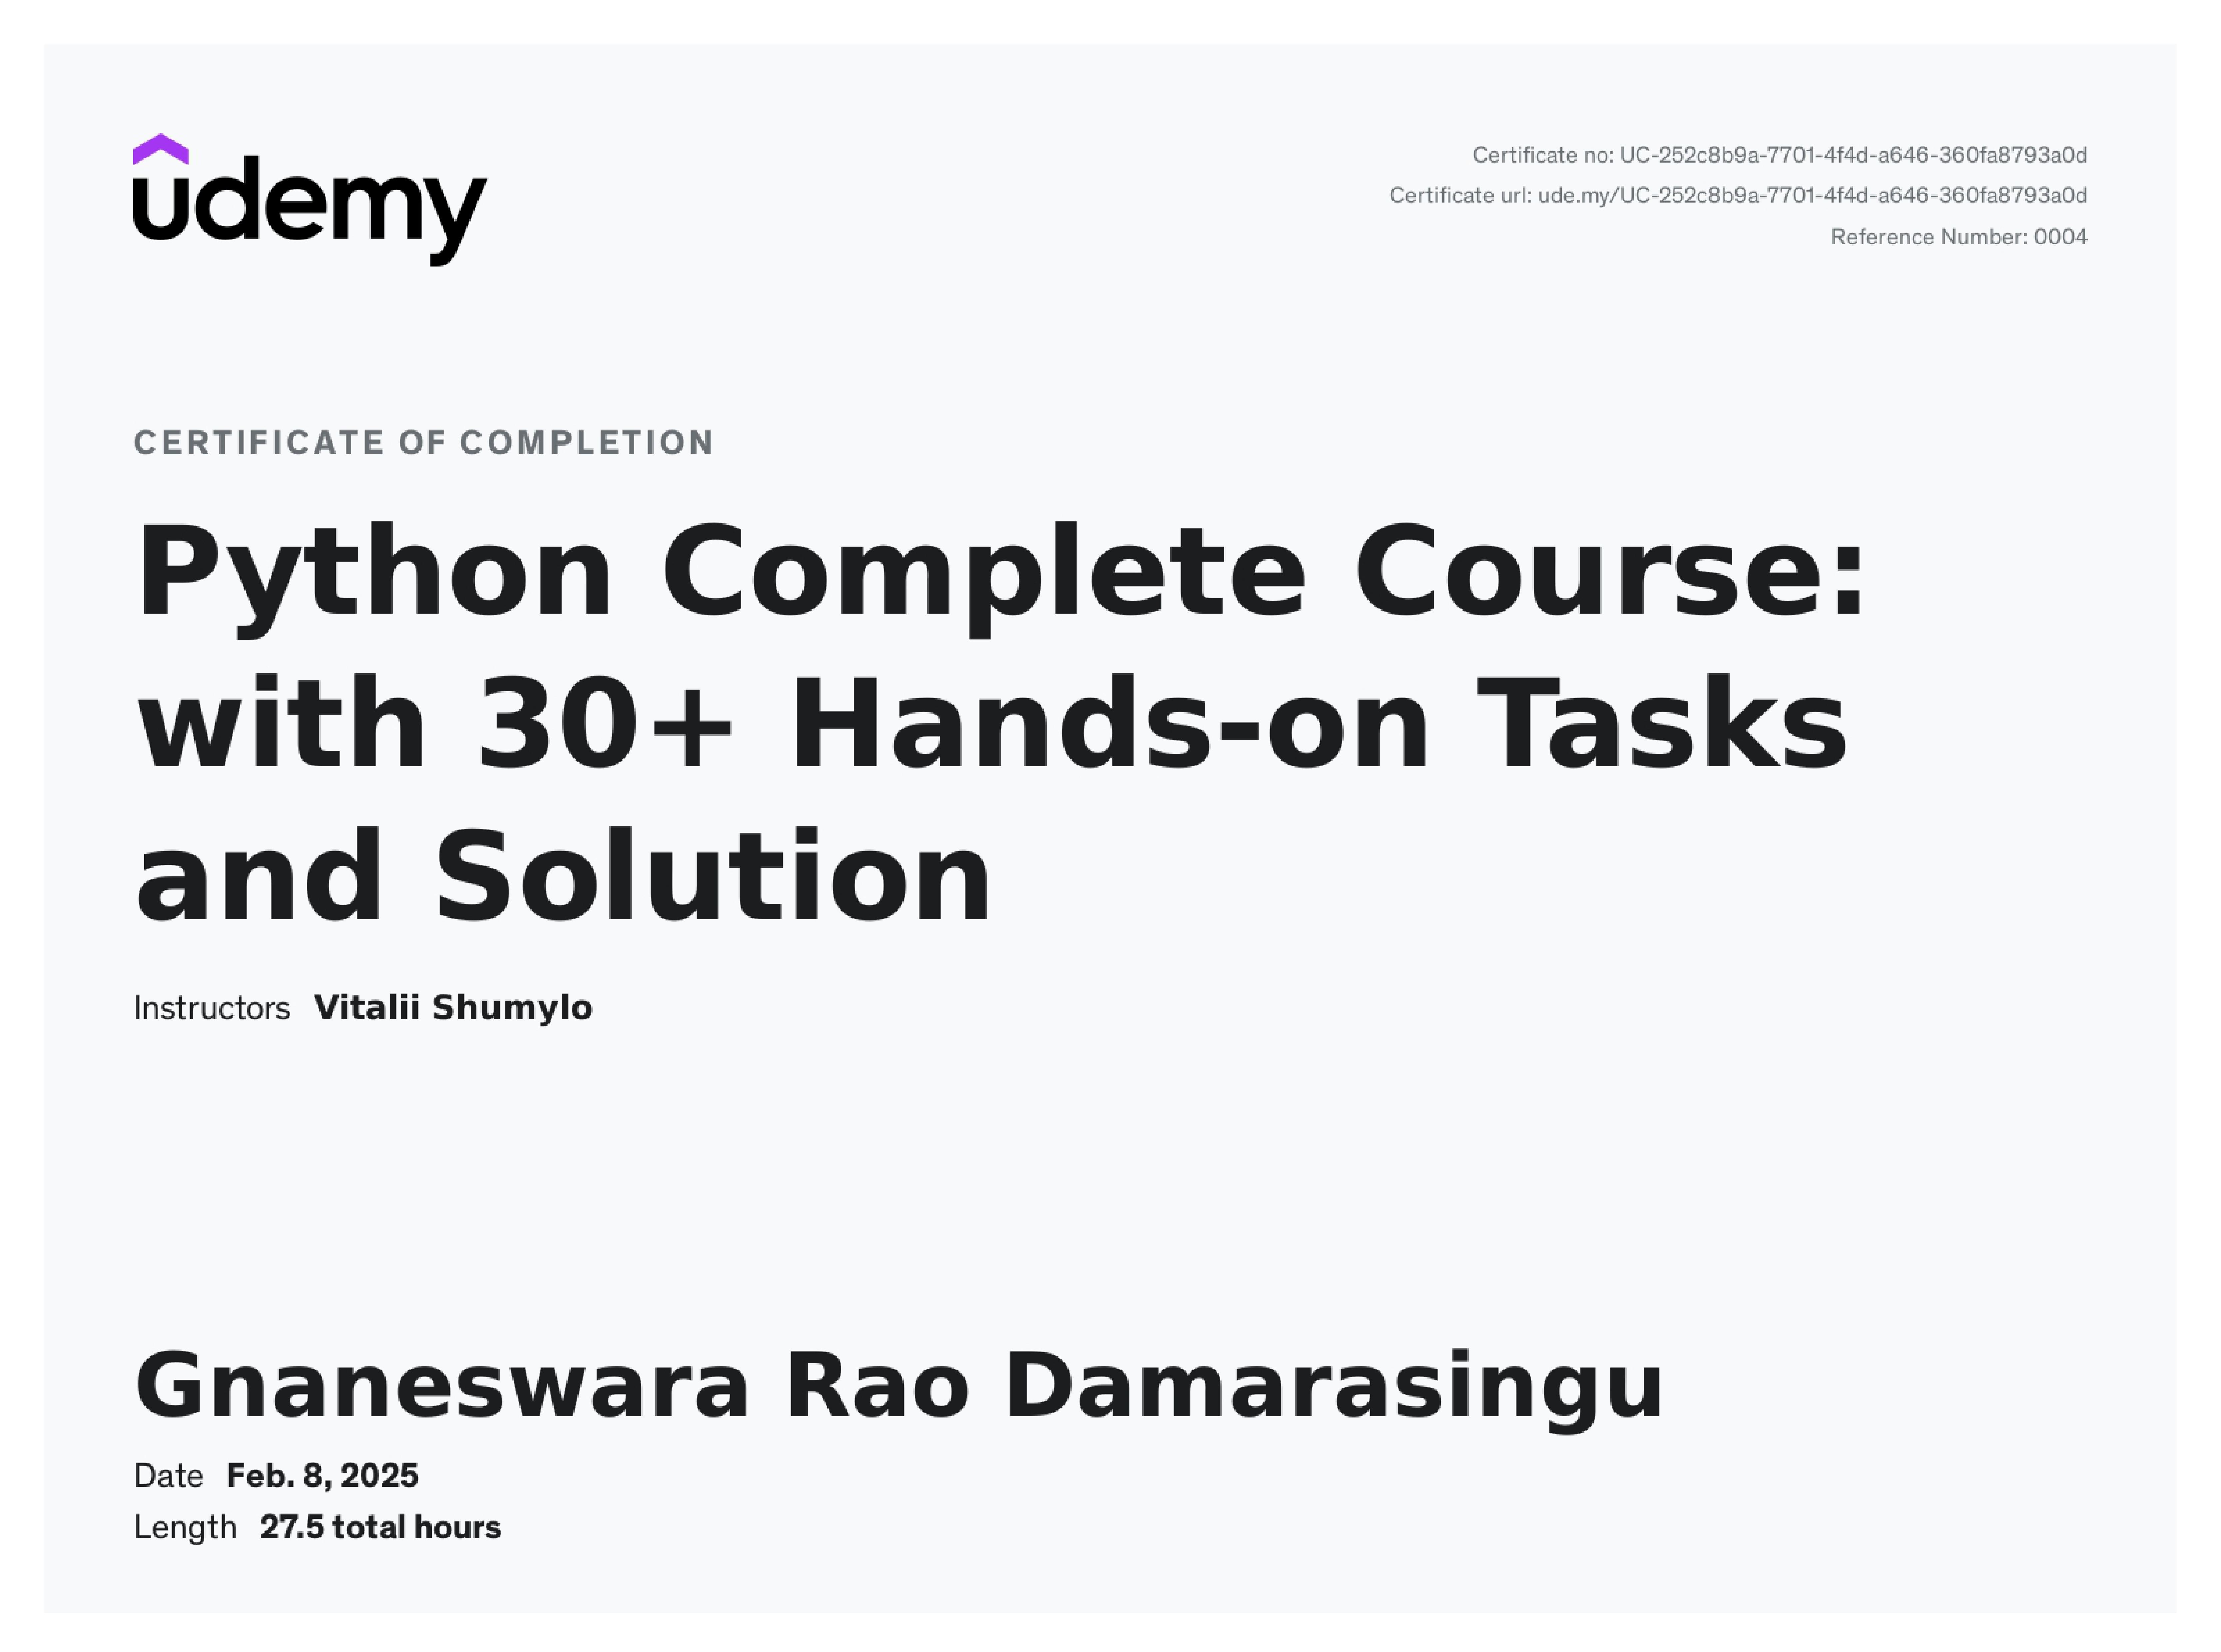 udemy
Certificate no: UC-252c8b9a-7701-4f4d-a646-360fa8793a0d
Certificate url: ude.my/UC-252c8b9a-7701-4f4d-a646-360fa8793a0d
Reference Number: 0004
CERTIFICATE OF COMPLETION
Python Complete Course:
with 30+ Hands-on Tasks
and Solution
Instructors Vitalii Shumylo
Gnaneswara Rao Damarasingu
Date Feb. 8, 2025
Length 27.5 total hours